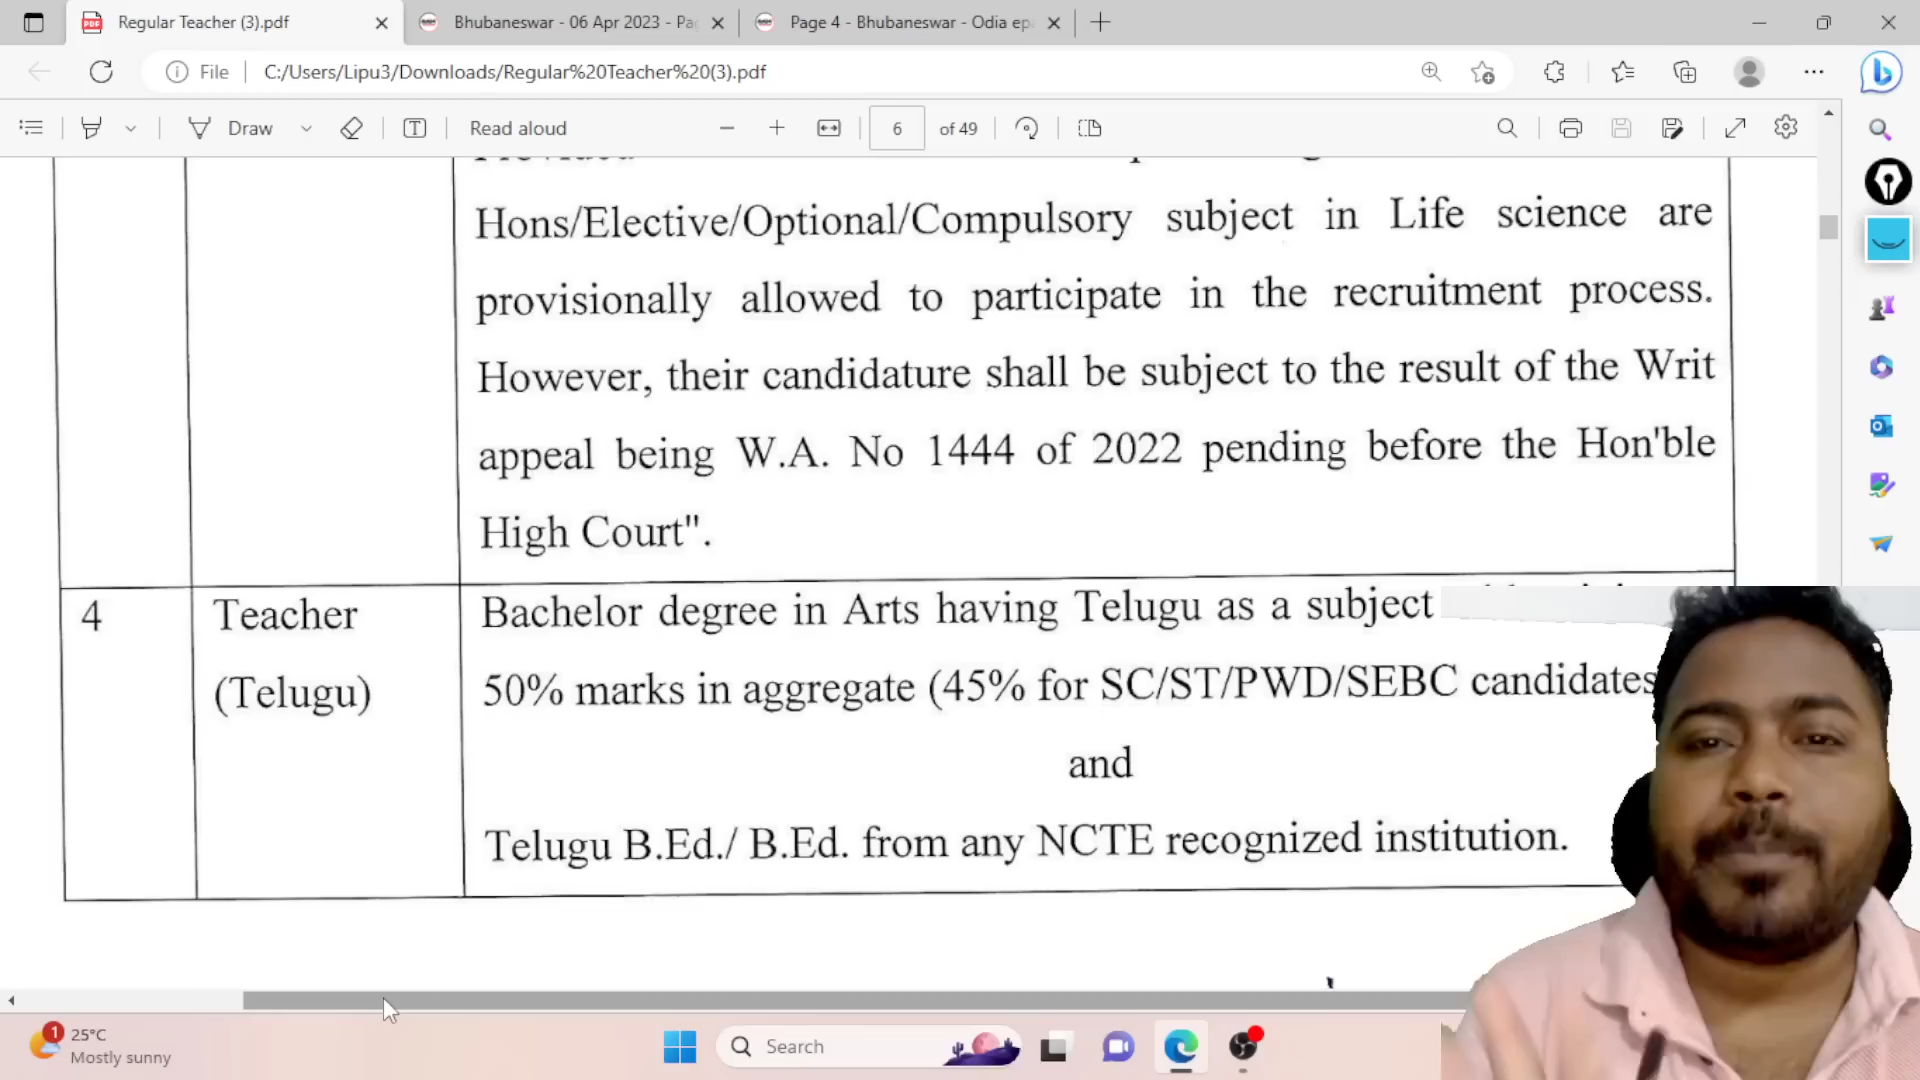 Regular Teacher (3).pdf
Bhubaneswar - 06 Apr 2023 - Pa
Page 4 - Bhubaneswar - Odia ep
File
C:/Users/Lipu3/Downloads/Regular%20Teacher%20(3).pdf
Draw
Read aloud
6 of 49
Hons/Elective/Optional/Compulsory subject in Life science are
provisionally allowed to participate in the recruitment process.
However, their candidature shall be subject to the result of the Writ
appeal being W.A. No 1444 of 2022 pending before the Hon'ble
High Court".
4
Teacher
(Telugu)
Bachelor degree in Arts having Telugu as a subject
50% marks in aggregate (45% for SC/ST/PWD/SEBC candidates
and
Telugu B.Ed./ B.Ed. from any NCTE recognized institution.
1
25°C
Mostly sunny
Search